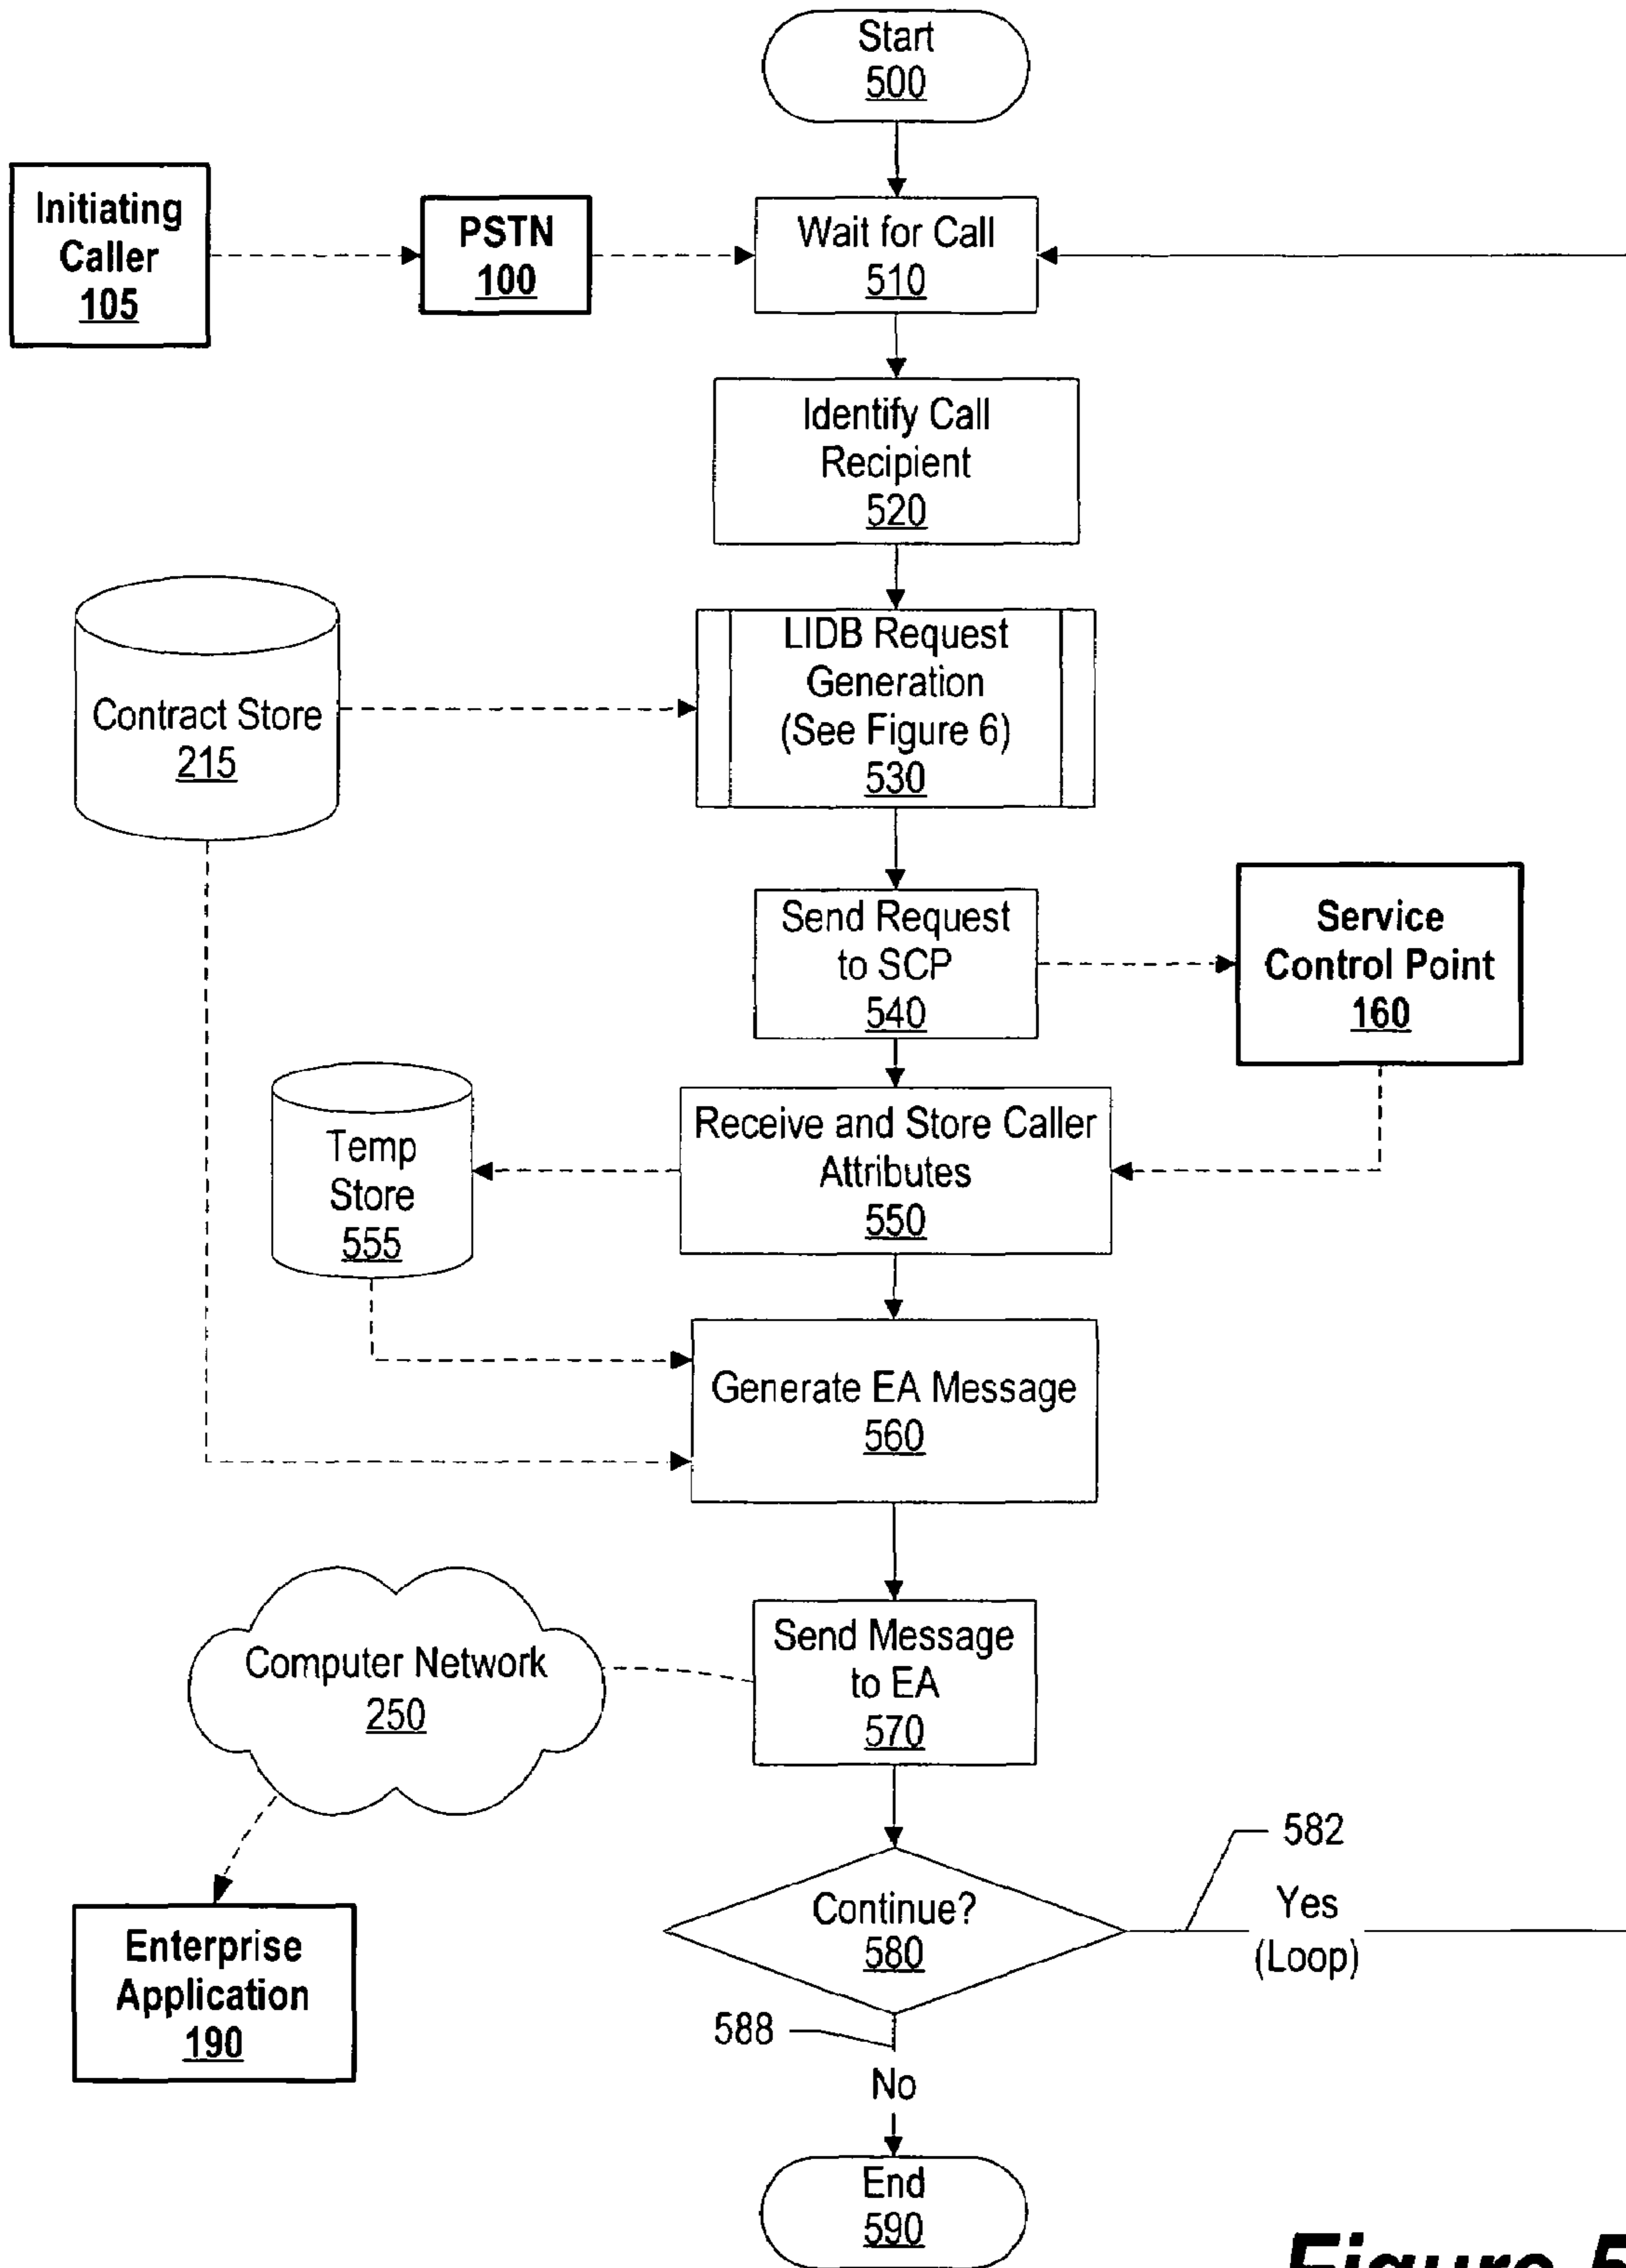 Start
500
Initiating
Caller
105
PSTN
100
Wait for Call
510
Identify Call
Recipient
520
Contract Store
215
LIDB Request
Generation
(See Figure 6)
530
Send Request
to SCP
540
Service
Control Point
160
Temp
Store
555
Receive and Store Caller
Attributes
550
Generate EA Message
560
Computer Network
250
Send Message
to EA
570
Enterprise
Application
190
Continue?
580
582
Yes
(Loop)
588
No
End
590
Figure 5